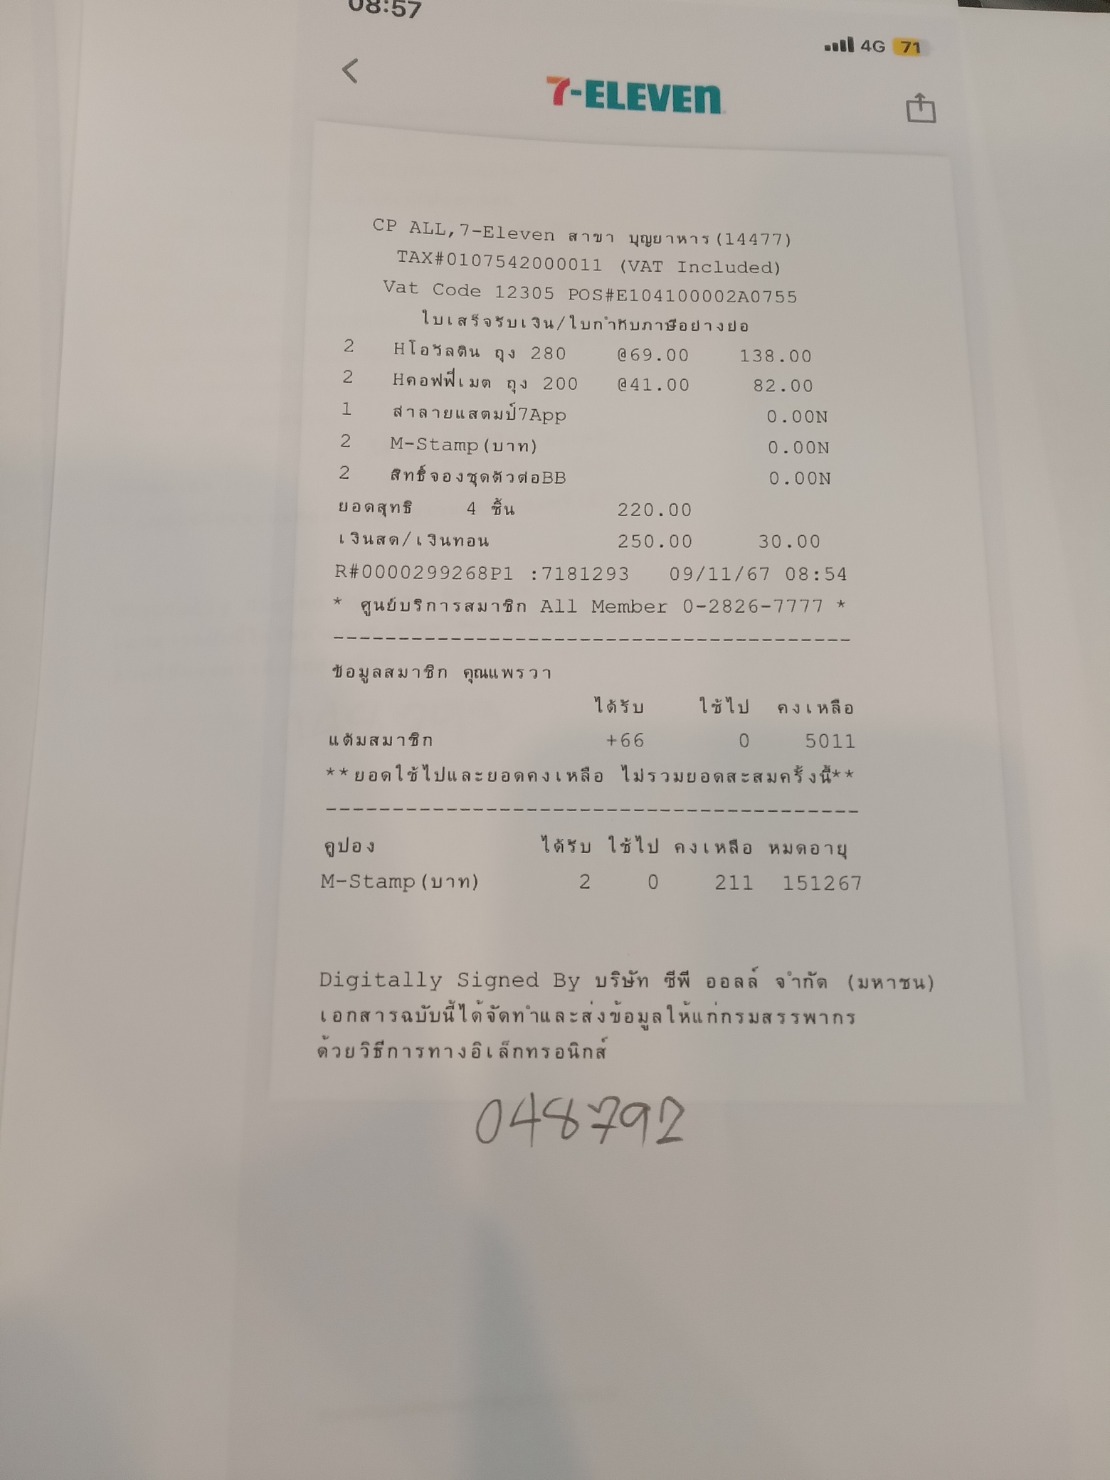 08:57
4G 71
7-ELEVEN
CP ALL,7-Eleven สาขา บุญยาหาร(14477)
TAX#0107542000011 (VAT Included)
Vat Code 12305 POS#E104100002A0755
ใบเสร็จรับเงิน/ใบกำกับภาษีอย่างย่อ
2 Hโอวัลติน ถุง 280 @69.00 138.00
2 Hคอฟฟี่เมต ถุง 200 @41.00 82.00
1 ส่าลายแสตมป์7App 0.00N
2 M-Stamp(บาท) 0.00N
2 สิทธิ์จองชุดตัวต่อBB 0.00N
ยอดสุทธิ 4 ชิ้น 220.00
เงินสด/เงินทอน 250.00 30.00
R#0000299268P1 :7181293 09/11/67 08:54
* ศูนย์บริการสมาชิก All Member 0-2826-7777 *
----------------------------------------
ข้อมูลสมาชิก คุณแพรวา
ได้รับ ใช้ไป คงเหลือ
แต้มสมาชิก +66 0 5011
**ยอดใช้ไปและยอดคงเหลือ ไม่รวมยอดสะสมครั้งนี้**
----------------------------------------
คูปอง ได้รับ ใช้ไป คงเหลือ หมดอายุ
M-Stamp(บาท) 2 0 211 151267
Digitally Signed By บริษัท ซีพี ออลล์ จำกัด (มหาชน)
เอกสารฉบับนี้ได้จัดทำและส่งข้อมูลให้แก่กรมสรรพากร
ด้วยวิธีการทางอิเล็กทรอนิกส์
048792